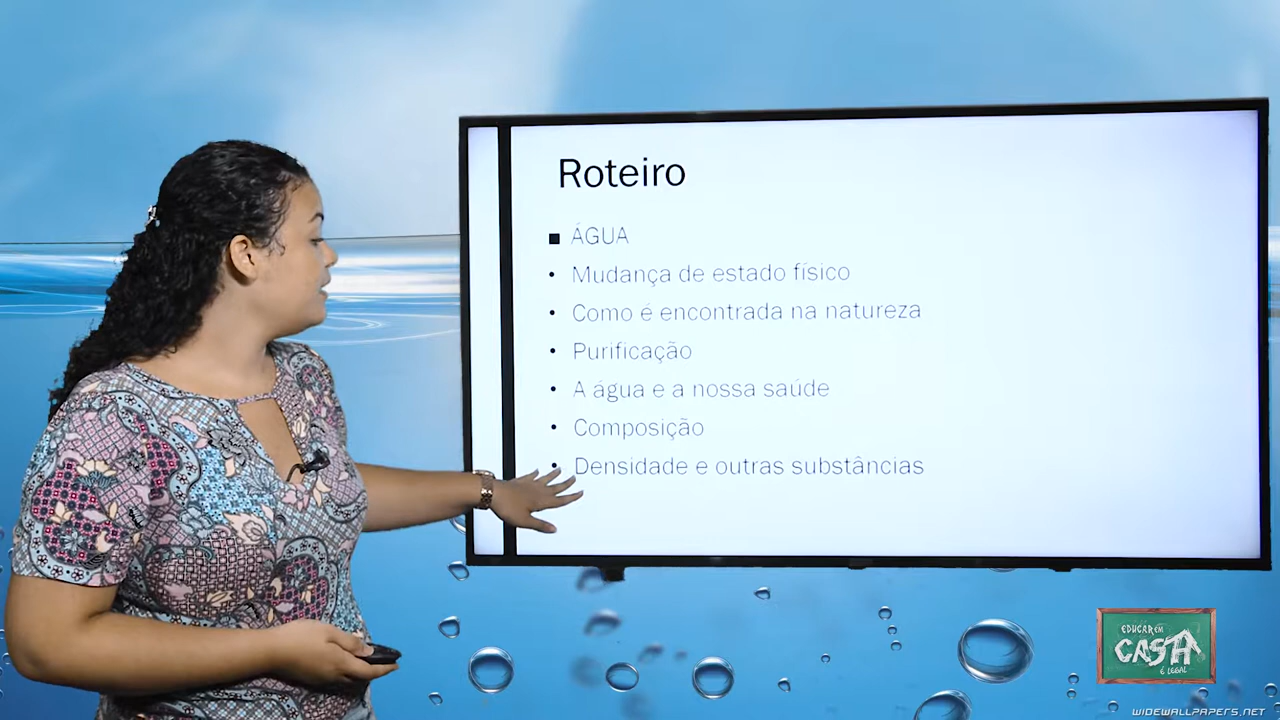 Roteiro
ÁGUA
Mudança de estado físico
Como é encontrada na natureza
Purificação
A água e a nossa saúde
Composição
Densidade e outras substâncias
EDUCAR EM
CASA
É LEGAL
WIDEWALLPAPERS.NET